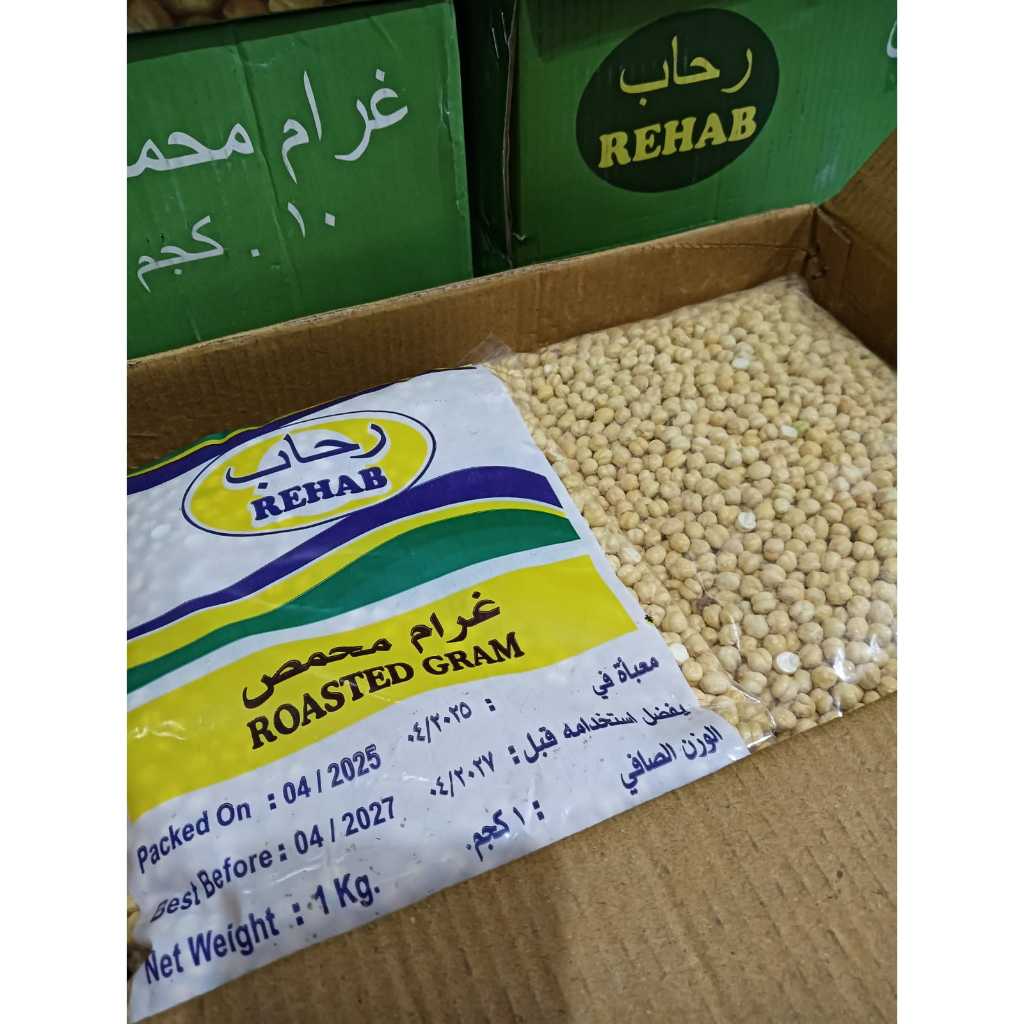 غرام محمص
١٠ كجم.
رحاب
REHAB
رحاب
REHAB
غرام محمص
ROASTED GRAM
Packed On : 04 / 2025
معبأة في : ٠٤/٢٠٢٥
Best Before : 04 / 2027
يفضل استخدامه قبل : ٠٤/٢٠٢٧
Net Weight : 1 Kg.
الوزن الصافي : ١ كجم.